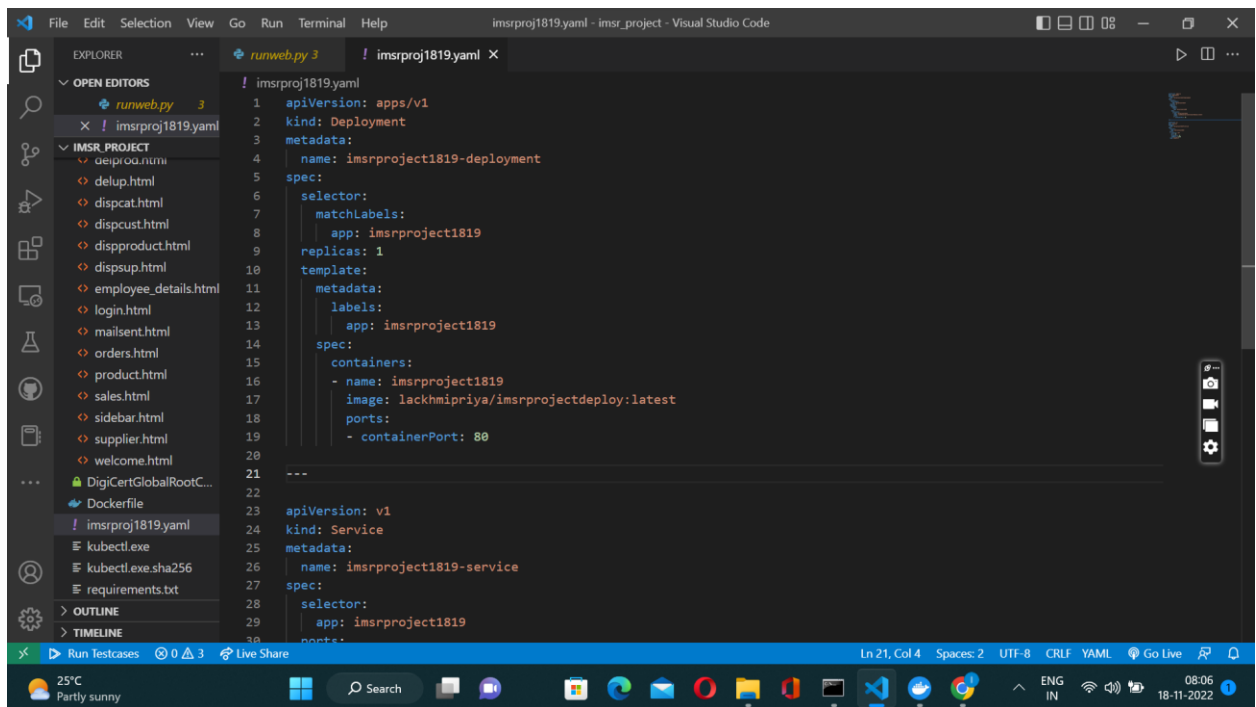 File Edit Selection View Go Run Terminal Help imsrproj1819.yaml - imsr_project - Visual Studio Code
EXPLORER
runweb.py 3
! imsrproj1819.yaml
OPEN EDITORS
runweb.py 3
! imsrproj1819.yaml
IMSR_PROJECT
delprod.html
delup.html
dispcat.html
dispcust.html
dispproduct.html
dispsup.html
employee_details.html
login.html
mailsent.html
orders.html
product.html
sales.html
sidebar.html
supplier.html
welcome.html
DigiCertGlobalRootC...
Dockerfile
! imsrproj1819.yaml
kubectl.exe
kubectl.exe.sha256
requirements.txt
OUTLINE
TIMELINE
! imsrproj1819.yaml
1 apiVersion: apps/v1
2 kind: Deployment
3 metadata:
4   name: imsrproject1819-deployment
5 spec:
6   selector:
7     matchLabels:
8       app: imsrproject1819
9   replicas: 1
10   template:
11     metadata:
12       labels:
13         app: imsrproject1819
14     spec:
15       containers:
16       - name: imsrproject1819
17         image: lackhmipriya/imsrprojectdeploy:latest
18         ports:
19         - containerPort: 80
20
21 ---
22
23 apiVersion: v1
24 kind: Service
25 metadata:
26   name: imsrproject1819-service
27 spec:
28   selector:
29     app: imsrproject1819
30   ports:
Run Testcases 0 3 Live Share Ln 21, Col 4 Spaces: 2 UTF-8 CRLF YAML Go Live
25°C
Partly sunny
Search
ENG
IN
08:06
18-11-2022
1